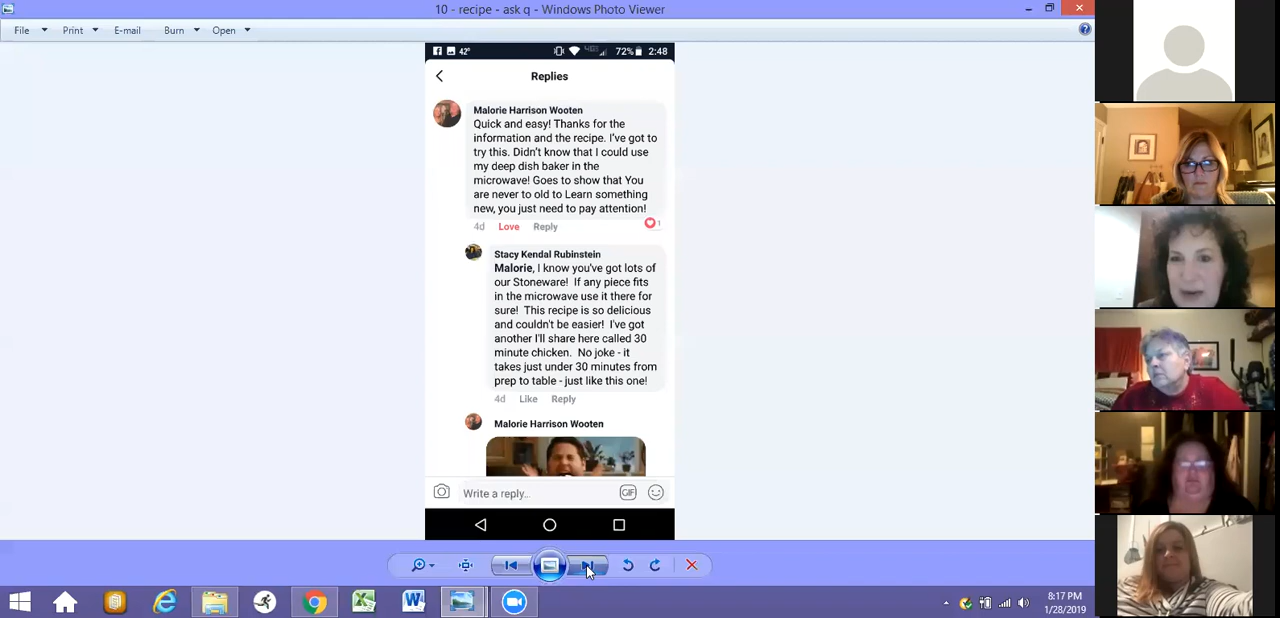 10 - recipe - ask q - Windows Photo Viewer
File Print E-mail Burn Open
42° 72% 2:48
Replies
Malorie Harrison Wooten
Quick and easy! Thanks for the
information and the recipe. I've got to
try this. Didn't know that I could use
my deep dish baker in the
microwave! Goes to show that You
are never to old to Learn something
new, you just need to pay attention!
4d Love Reply 1
Stacy Kendal Rubinstein
Malorie, I know you've got lots of
our Stoneware! If any piece fits
in the microwave use it there for
sure! This recipe is so delicious
and couldn't be easier! I've got
another I'll share here called 30
minute chicken. No joke - it
takes just under 30 minutes from
prep to table - just like this one!
4d Like Reply
Malorie Harrison Wooten
Write a reply... GIF
8:17 PM
1/28/2019